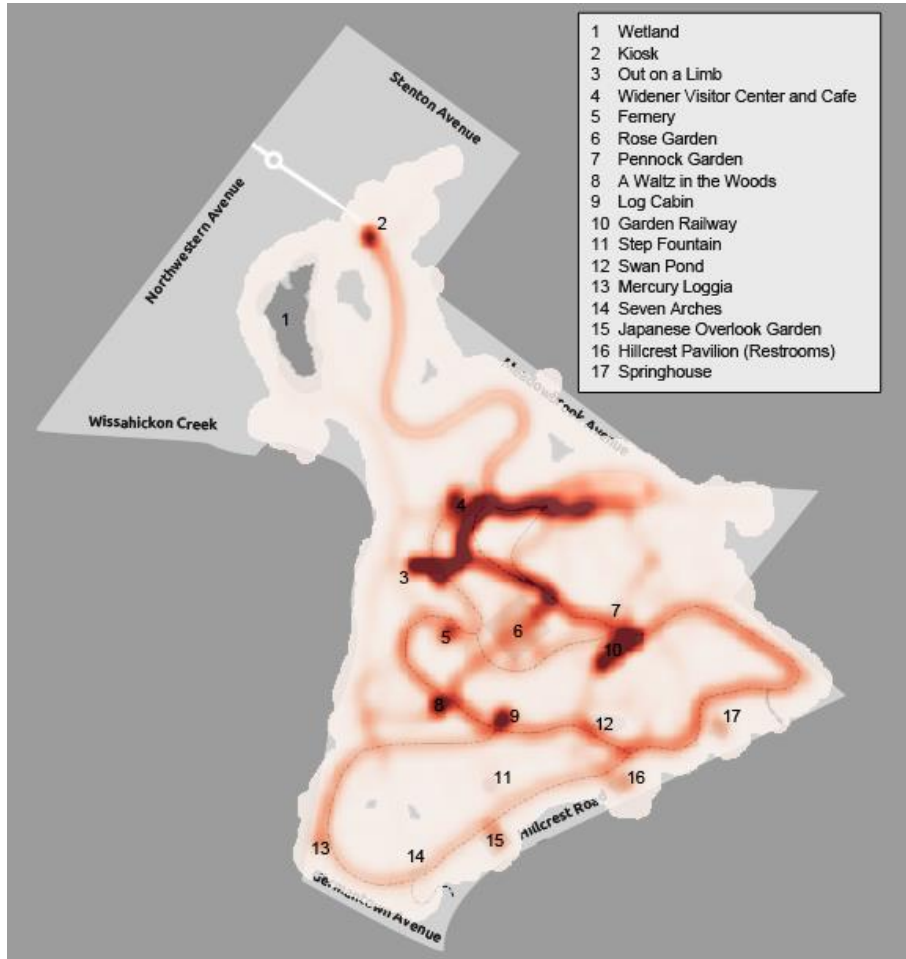 1 Wetland
2 Kiosk
3 Out on a Limb
4 Widener Visitor Center and Cafe
5 Fernery
6 Rose Garden
7 Pennock Garden
8 A Waltz in the Woods
9 Log Cabin
10 Garden Railway
11 Step Fountain
12 Swan Pond
13 Mercury Loggia
14 Seven Arches
15 Japanese Overlook Garden
16 Hillcrest Pavilion (Restrooms)
17 Springhouse
Stenton Avenue
Northwestern Avenue
2
1
Meadowbrook Avenue
Wissahickon Creek
4
3
7
5
6
10
8
9
12
17
11
16
Hillcrest Road
15
13
14
Germantown Avenue